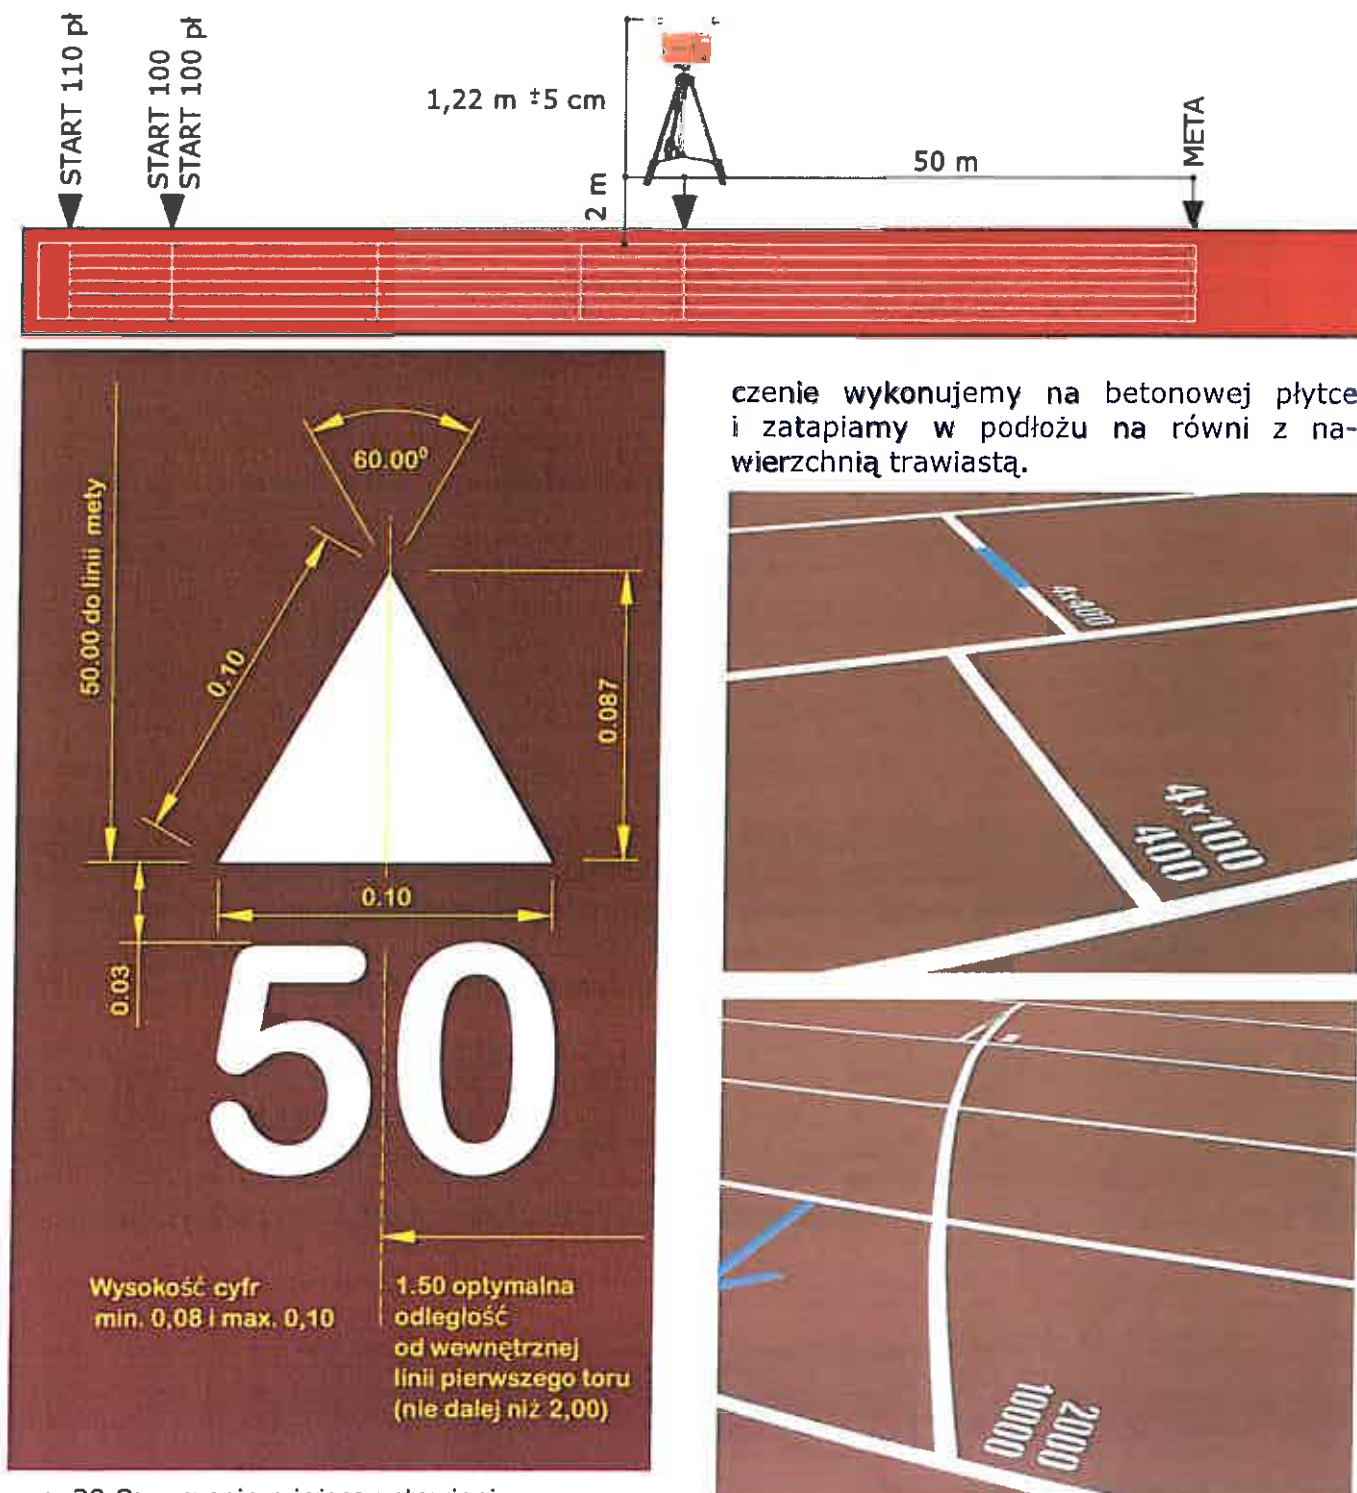 START 110 pł
START 100
START 100 pł
1,22 m ±5 cm
2 m
50 m
META
60.00⁰
50.00 do linii mety
0.10
0.087
0.10
0.03
50
Wysokość cyfr
min. 0,08 i max. 0,10
1.50 optymalna
odległość
od wewnętrznej
linii pierwszego toru
(nie dalej niż 2,00)
czenie wykonujemy na betonowej płytce
i zatapiamy w podłożu na równi z na-
wierzchnią trawiastą.
4x400
4x100
400
2000
10000